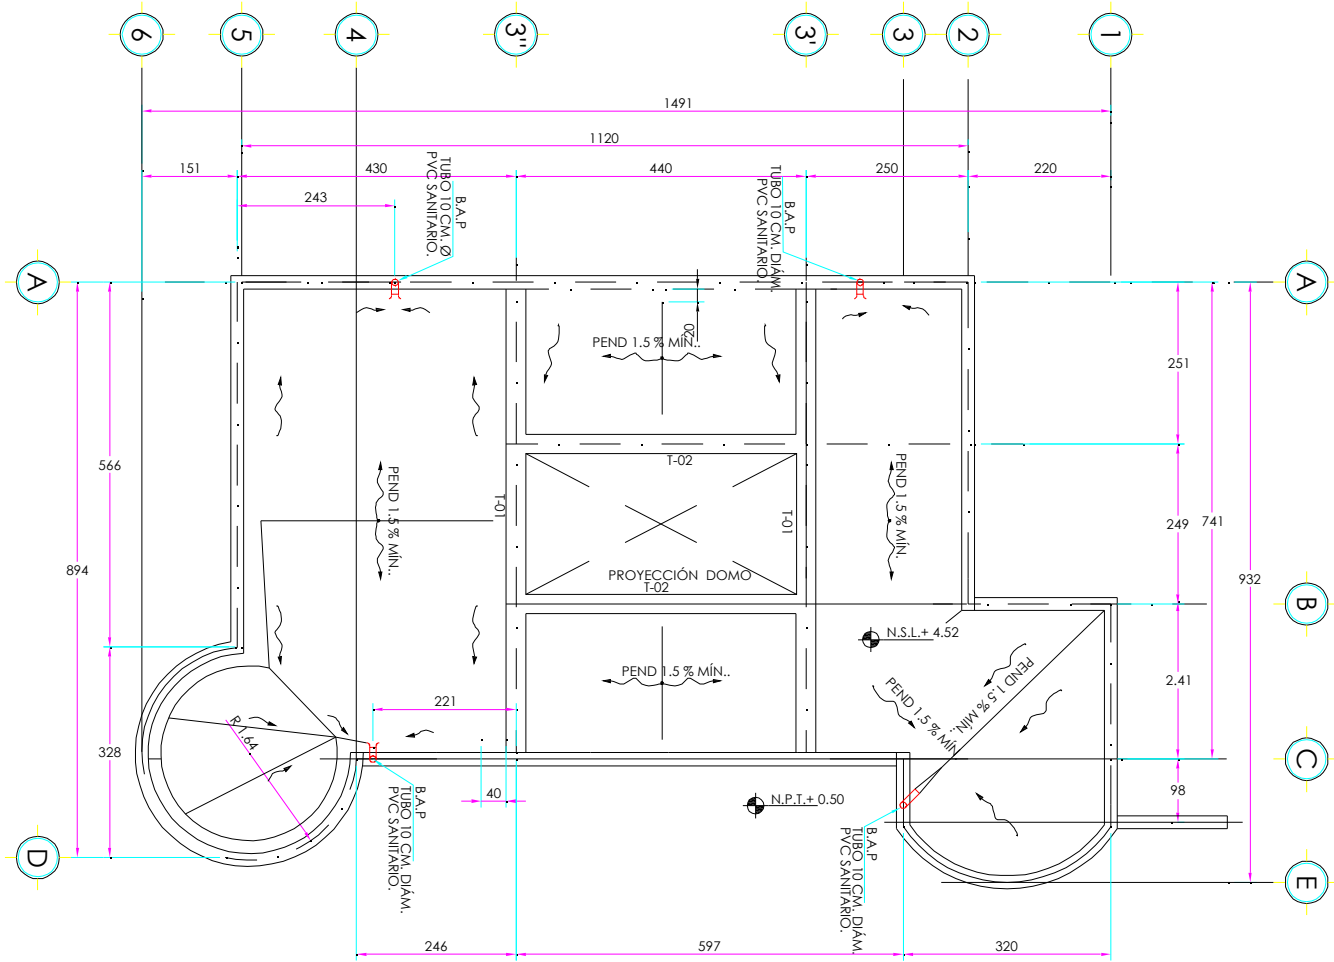 6
5
4
3''
3'
3
2
1
1491
1120
151
430
440
250
220
243
B.A.P
TUBO 10 CM. Ø
PVC SANITARIO.
B.A.P
TUBO 10 CM. DIÁM.
PVC SANITARIO.
A
A
20
PEND 1.5 % MÍN..
251
566
T-02
PEND 1.5 % MÍN..
T-01
T-01
PEND 1.5 % MÍN.
249
741
894
PROYECCIÓN DOMO
T-02
932
B
N.S.L.+ 4.52
PEND 1.5 % MÍN..
PEND 1.5 % MÍN..
PEND 1.5 % MÍN
2.41
221
R 1.64
328
C
98
40
N.P.T.+ 0.50
B.A.P
TUBO 10 CM. DIÁM.
PVC SANITARIO.
B.A.P
TUBO 10 CM. DIÁM.
PVC SANITARIO.
D
E
246
597
320